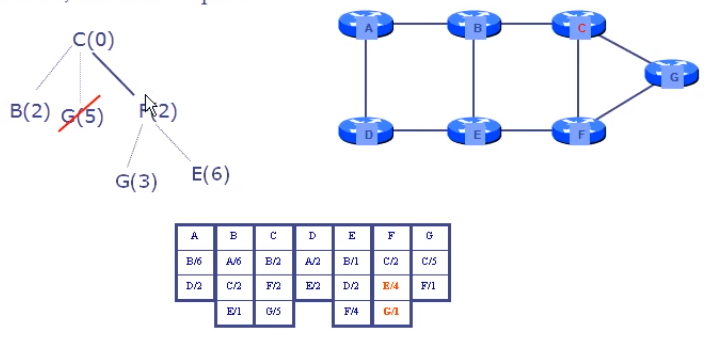 C(0)
B(2) G(5) F(2)
G(3) E(6)
A B C G
D E F
A B C D E F G
B/6 A/6 B/2 A/2 B/1 C/2 C/5
D/2 C/2 F/2 E/2 D/2 E/4 F/1
E/1 G/5 F/4 G/1